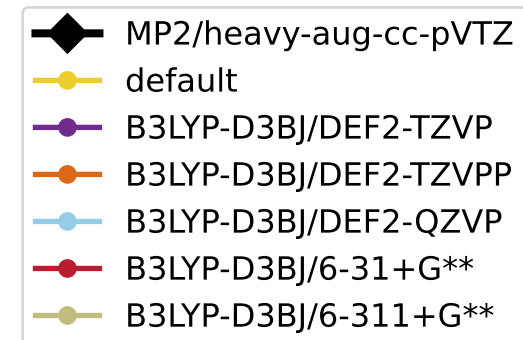 MP2/heavy-aug-cc-pVTZ
default
B3LYP-D3BJ/DEF2-TZVP
B3LYP-D3BJ/DEF2-TZVPP
B3LYP-D3BJ/DEF2-QZVP
B3LYP-D3BJ/6-31+G**
B3LYP-D3BJ/6-311+G**